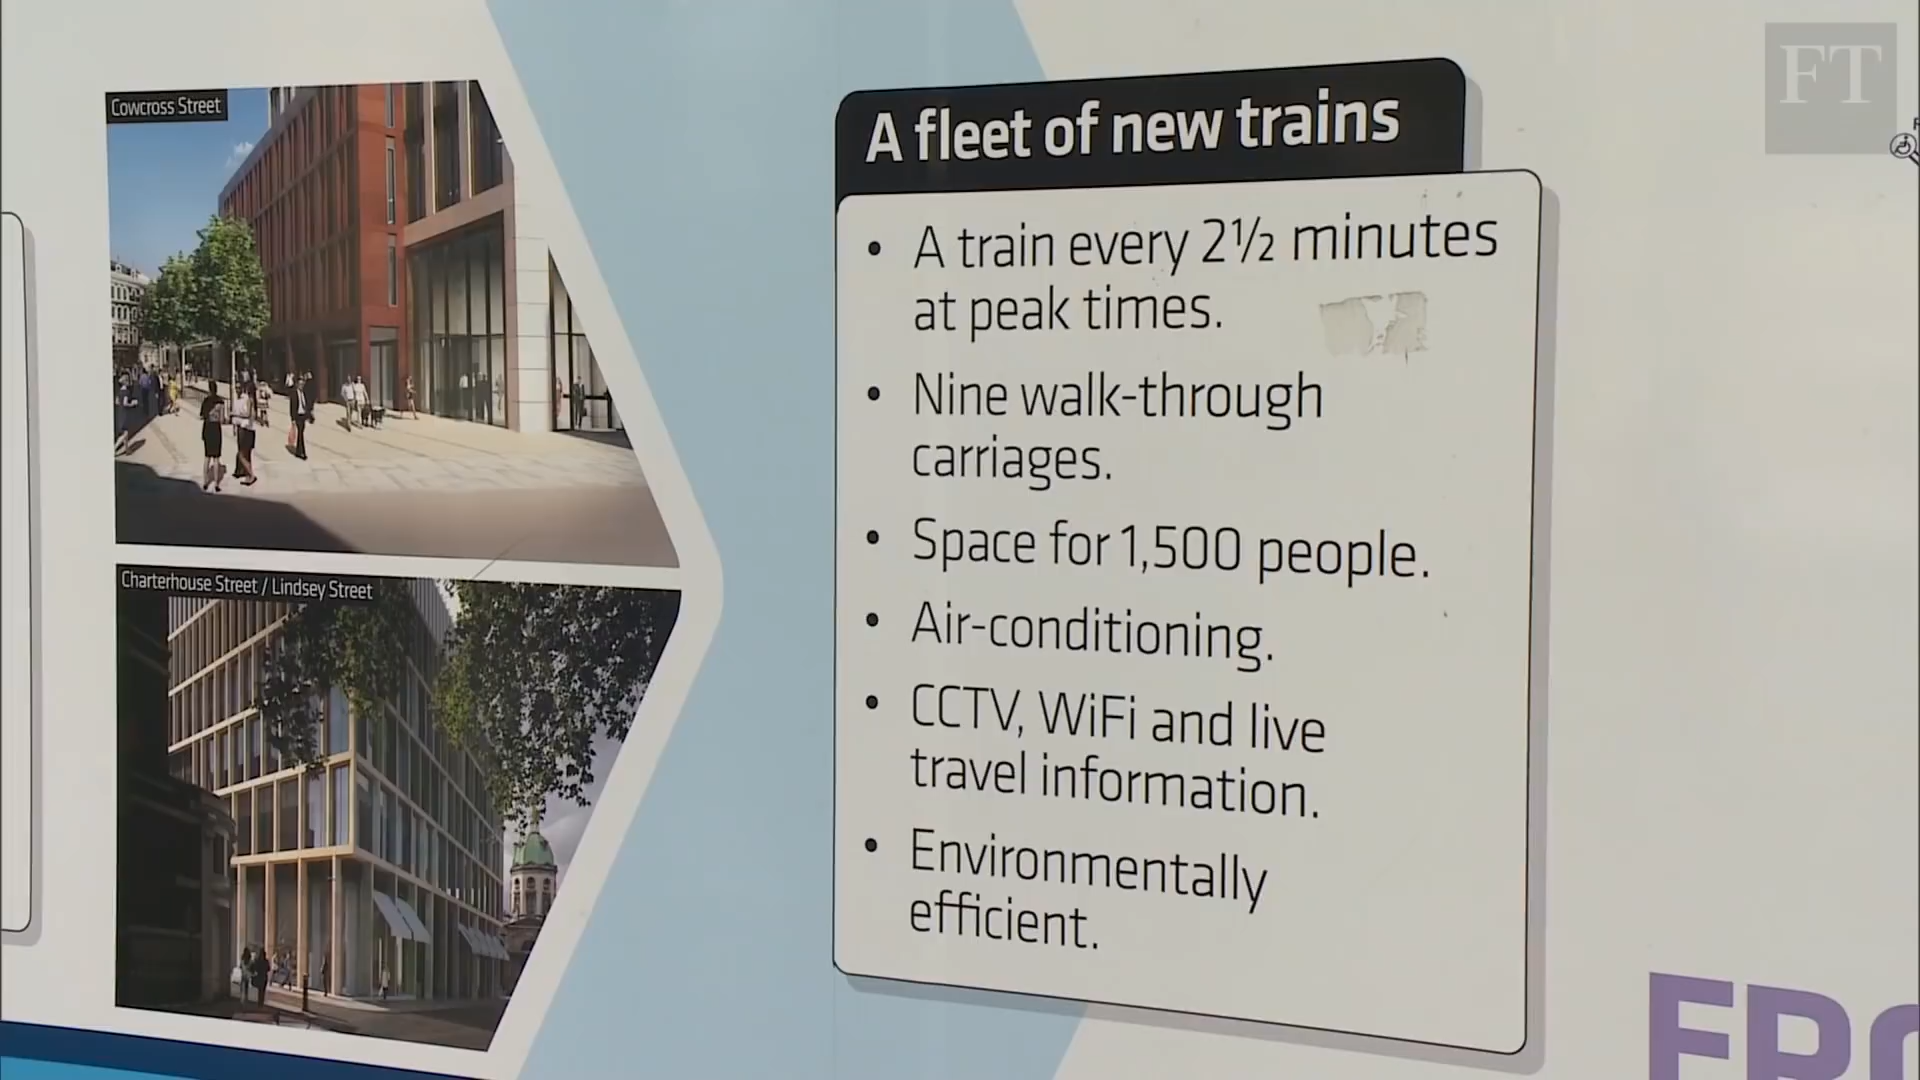 Cowcross Street
Charterhouse Street / Lindsey Street
A fleet of new trains
• A train every 2½ minutes
at peak times.
• Nine walk-through
carriages.
• Space for 1,500 people.
• Air-conditioning.
• CCTV, WiFi and live
travel information.
• Environmentally
efficient.
FT